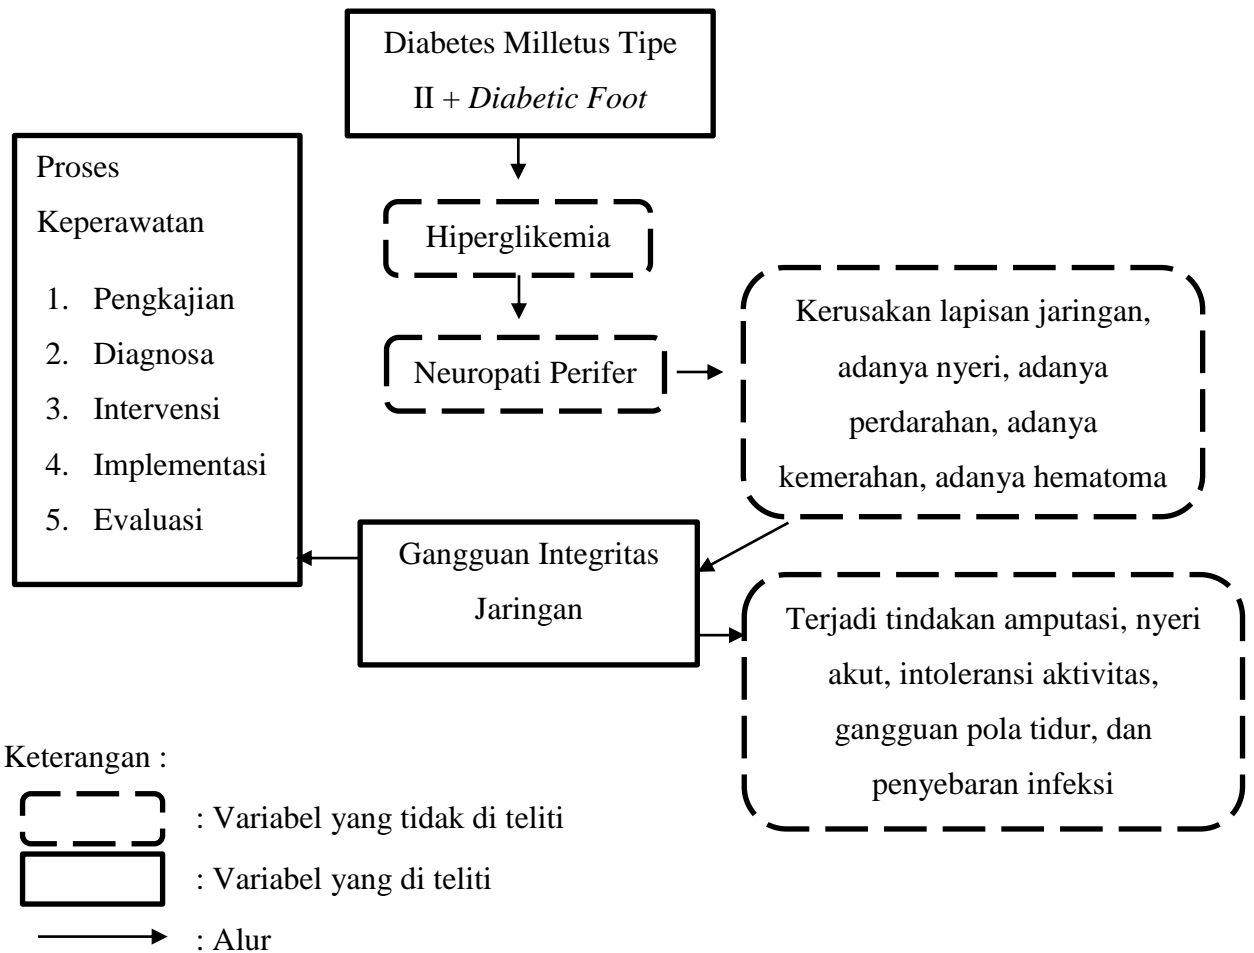 Diabetes Milletus Tipe
II + Diabetic Foot
Proses
Keperawatan
1. Pengkajian
2. Diagnosa
3. Intervensi
4. Implementasi
5. Evaluasi
Hiperglikemia
Neuropati Perifer
Kerusakan lapisan jaringan,
adanya nyeri, adanya
perdarahan, adanya
kemerahan, adanya hematoma
Gangguan Integritas
Jaringan
Terjadi tindakan amputasi, nyeri
akut, intoleransi aktivitas,
gangguan pola tidur, dan
penyebaran infeksi
Keterangan :
: Variabel yang tidak di teliti
: Variabel yang di teliti
: Alur